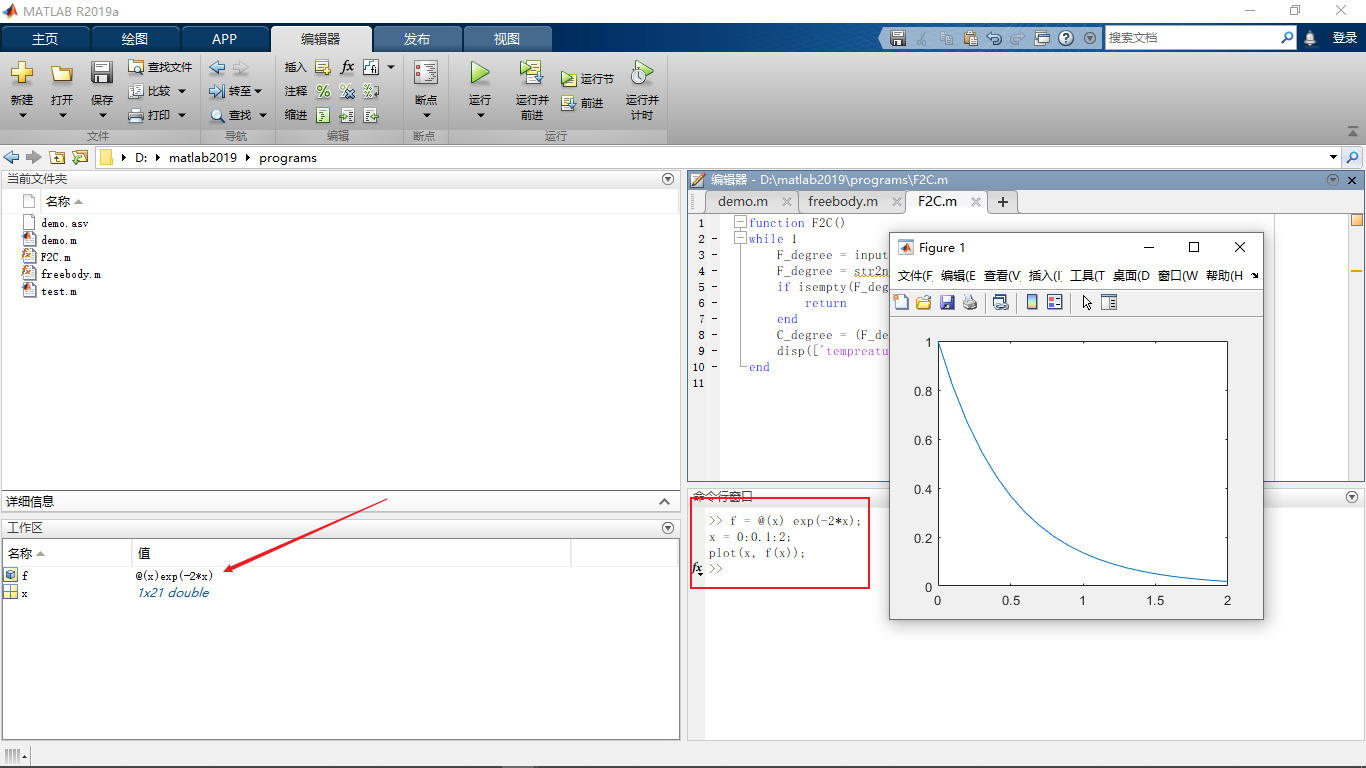 MATLAB R2019a
主页 绘图 APP 编辑器 发布 视图
搜索文档 登录
新建 打开 保存 查找文件 比较 打印
文件
转至 查找
导航
插入 fx
注释
缩进
编辑
断点
断点
运行 运行并前进 运行节 前进 运行并计时
运行
D: matlab2019 programs
当前文件夹
名称
demo.asv
demo.m
F2C.m
freebody.m
test.m
详细信息
工作区
名称 值
f @(x)exp(-2*x)
x 1x21 double
编辑器 - D:\matlab2019\programs\F2C.m
demo.m freebody.m F2C.m
1 function F2C()
2 - while 1
3 - F_degree = input
4 - F_degree = str2n
5 - if isempty(F_deg
6 - return
7 - end
8 - C_degree = (F_de
9 - disp(['tempreatu
10 - end
11
命令行窗口
>> f = @(x) exp(-2*x);
x = 0:0.1:2;
plot(x, f(x));
fx >>
Figure 1
文件(F 编辑(E 查看(V 插入(I 工具(T 桌面(D 窗口(W 帮助(H
1
0.8
0.6
0.4
0.2
0
0 0.5 1 1.5 2